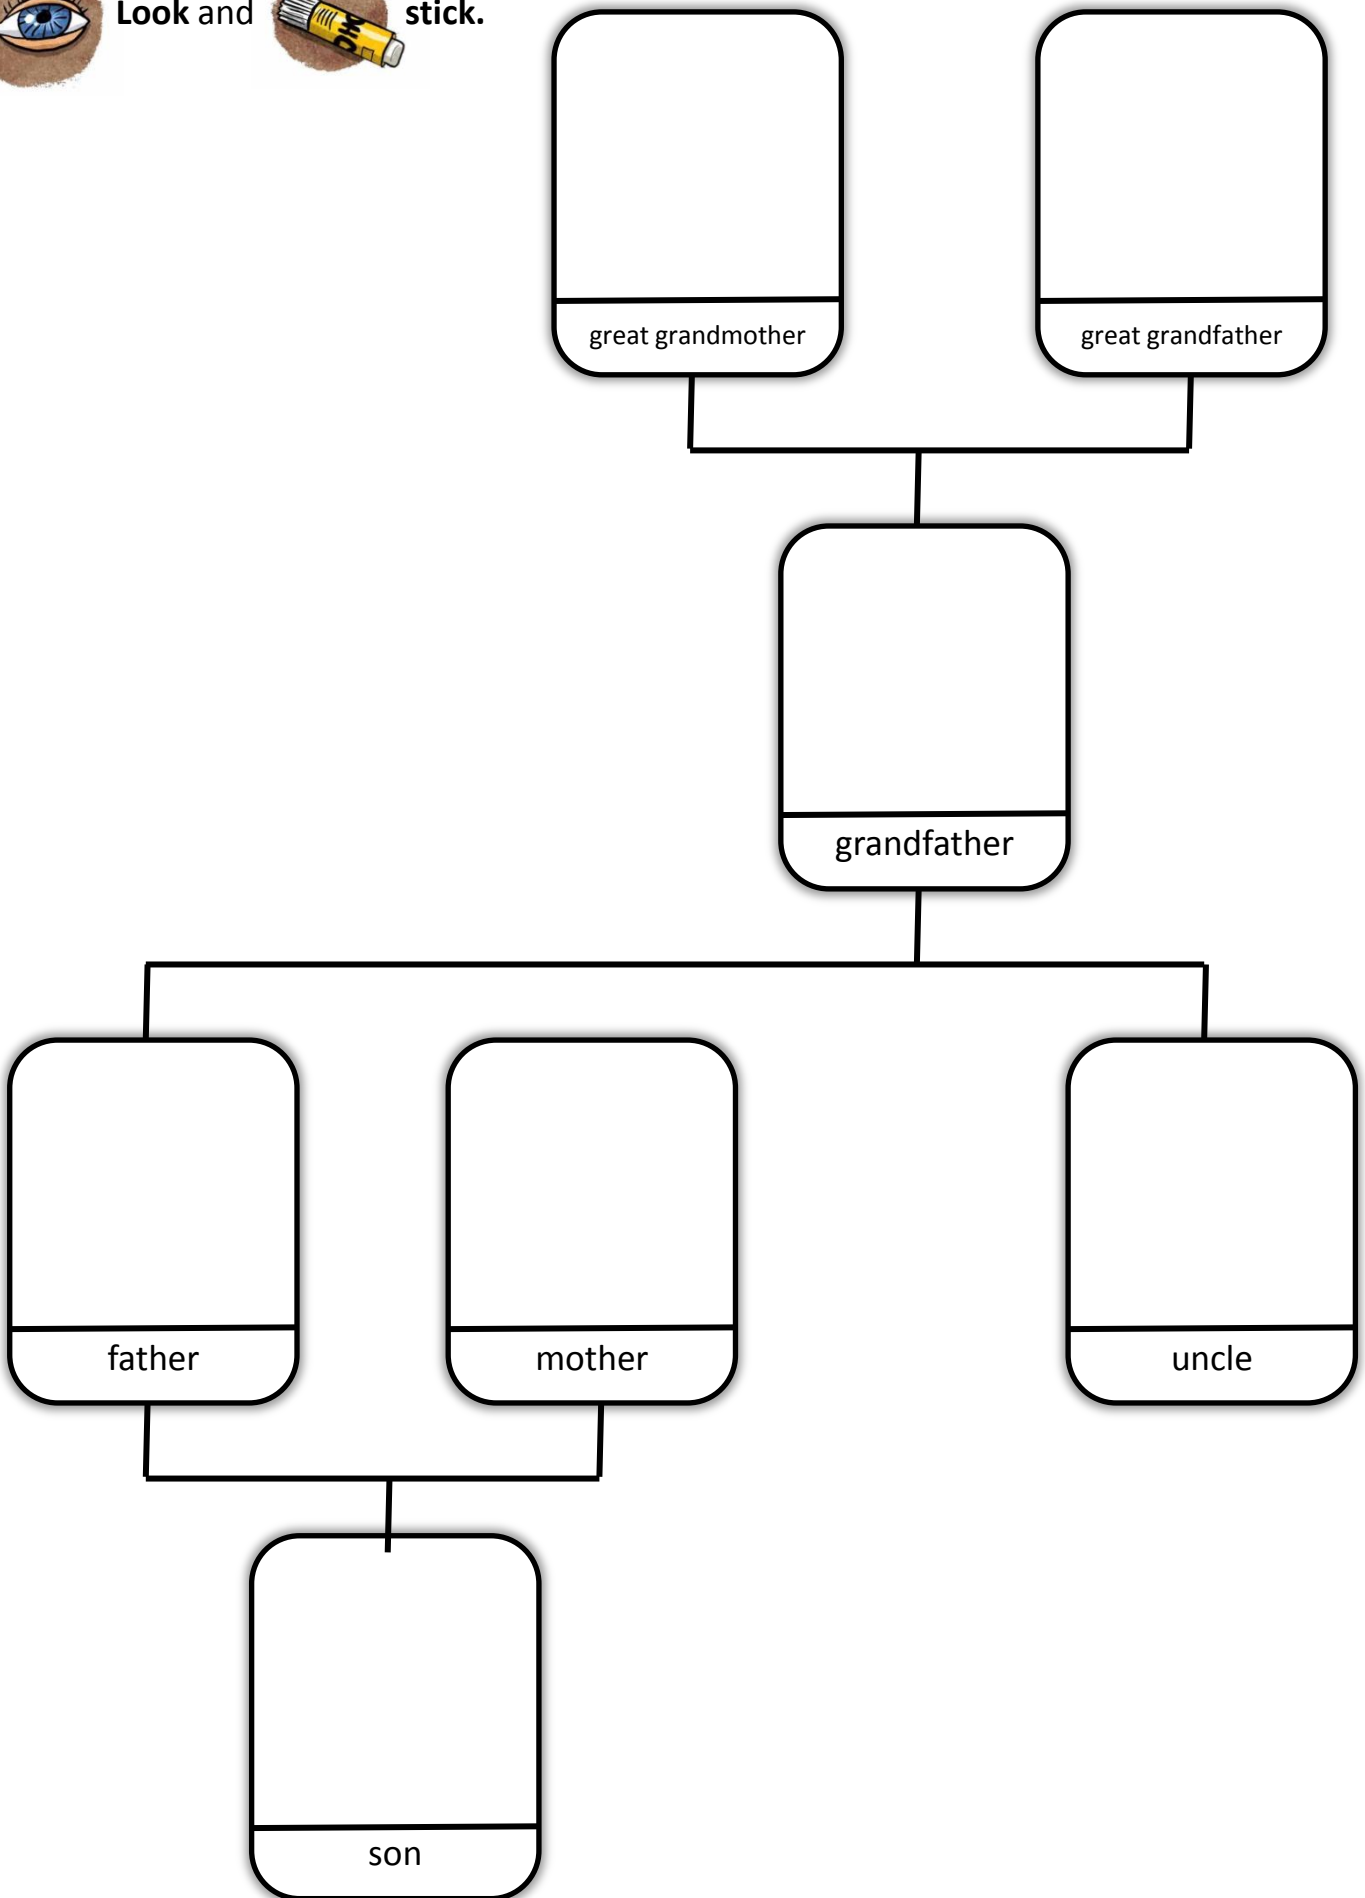 Look and stick.
great grandmother
great grandfather
grandfather
father
mother
uncle
son